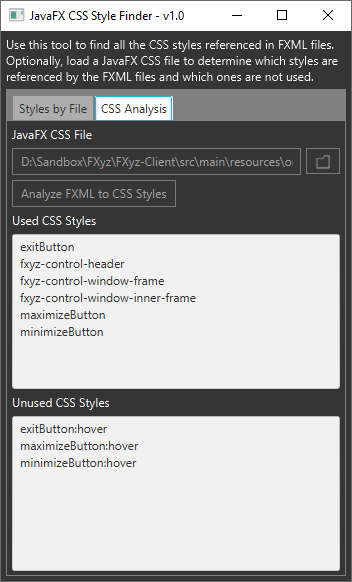 JavaFX CSS Style Finder - v1.0
Use this tool to find all the CSS styles referenced in FXML files.
Optionally, load a JavaFX CSS file to determine which styles are
referenced by the FXML files and which ones are not used.
Styles by File CSS Analysis
JavaFX CSS File
D:\Sandbox\FXyz\FXyz-Client\src\main\resources\o
Analyze FXML to CSS Styles
Used CSS Styles
exitButton
fxyz-control-header
fxyz-control-window-frame
fxyz-control-window-inner-frame
maximizeButton
minimizeButton
Unused CSS Styles
exitButton:hover
maximizeButton:hover
minimizeButton:hover